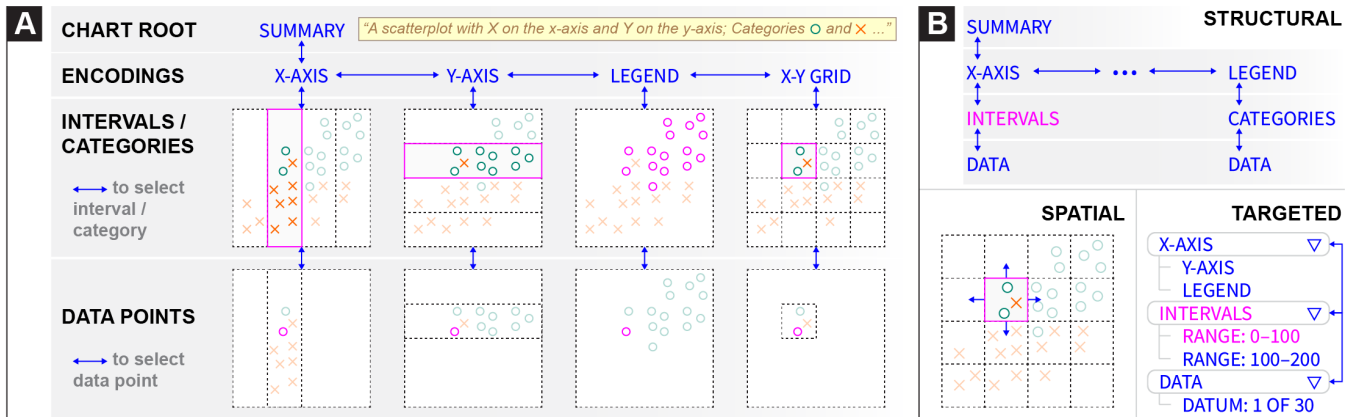 A
CHART ROOT
SUMMARY
“A scatterplot with X on the x-axis and Y on the y-axis; Categories ○ and × ...”
ENCODINGS
X-AXIS
Y-AXIS
LEGEND
X-Y GRID
INTERVALS /
CATEGORIES
↔ to select
interval /
category
DATA POINTS
↔ to select
data point
B
STRUCTURAL
SUMMARY
X-AXIS
•••
LEGEND
INTERVALS
CATEGORIES
DATA
DATA
SPATIAL
TARGETED
X-AXIS ▽
Y-AXIS
LEGEND
INTERVALS ▽
RANGE: 0–100
RANGE: 100–200
DATA ▽
DATUM: 1 OF 30